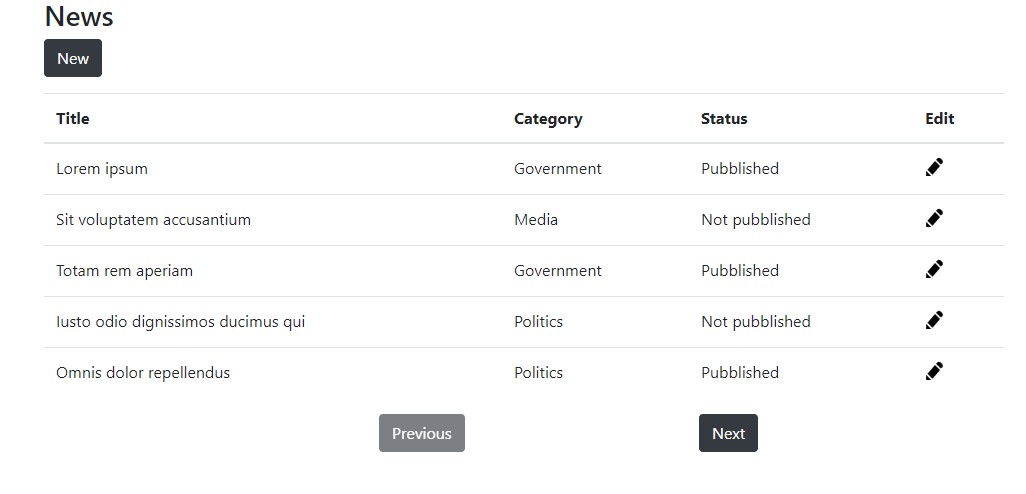 News
New
Title Category Status Edit
Lorem ipsum Government Pubblished
Sit voluptatem accusantium Media Not pubblished
Totam rem aperiam Government Pubblished
Iusto odio dignissimos ducimus qui Politics Not pubblished
Omnis dolor repellendus Politics Pubblished
Previous Next